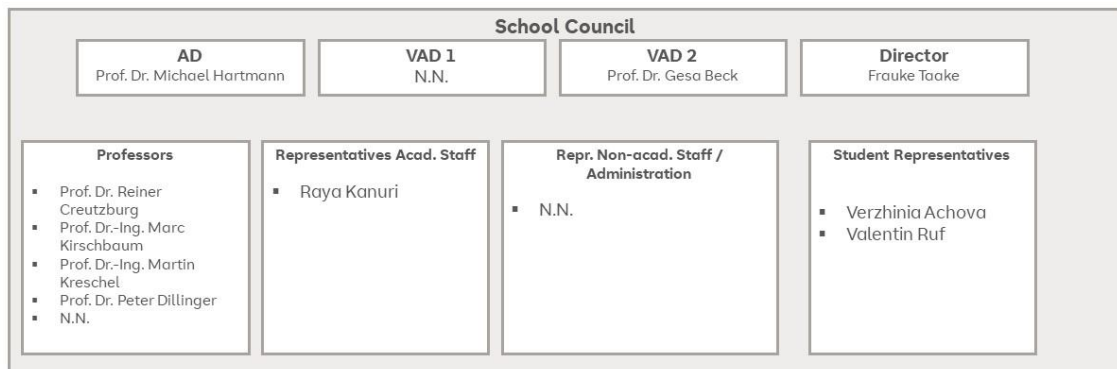 School Council
AD
Prof. Dr. Michael Hartmann
VAD 1
N.N.
VAD 2
Prof. Dr. Gesa Beck
Director
Frauke Taake
Professors
▪ Prof. Dr. Reiner
Creutzburg
▪ Prof. Dr.-Ing. Marc
Kirschbaum
▪ Prof. Dr.-Ing. Martin
Kreschel
▪ Prof. Dr. Peter Dillinger
▪ N.N.
Representatives Acad. Staff
▪ Raya Kanuri
Repr. Non-acad. Staff /
Administration
▪ N.N.
Student Representatives
▪ Verzhinia Achova
▪ Valentin Ruf